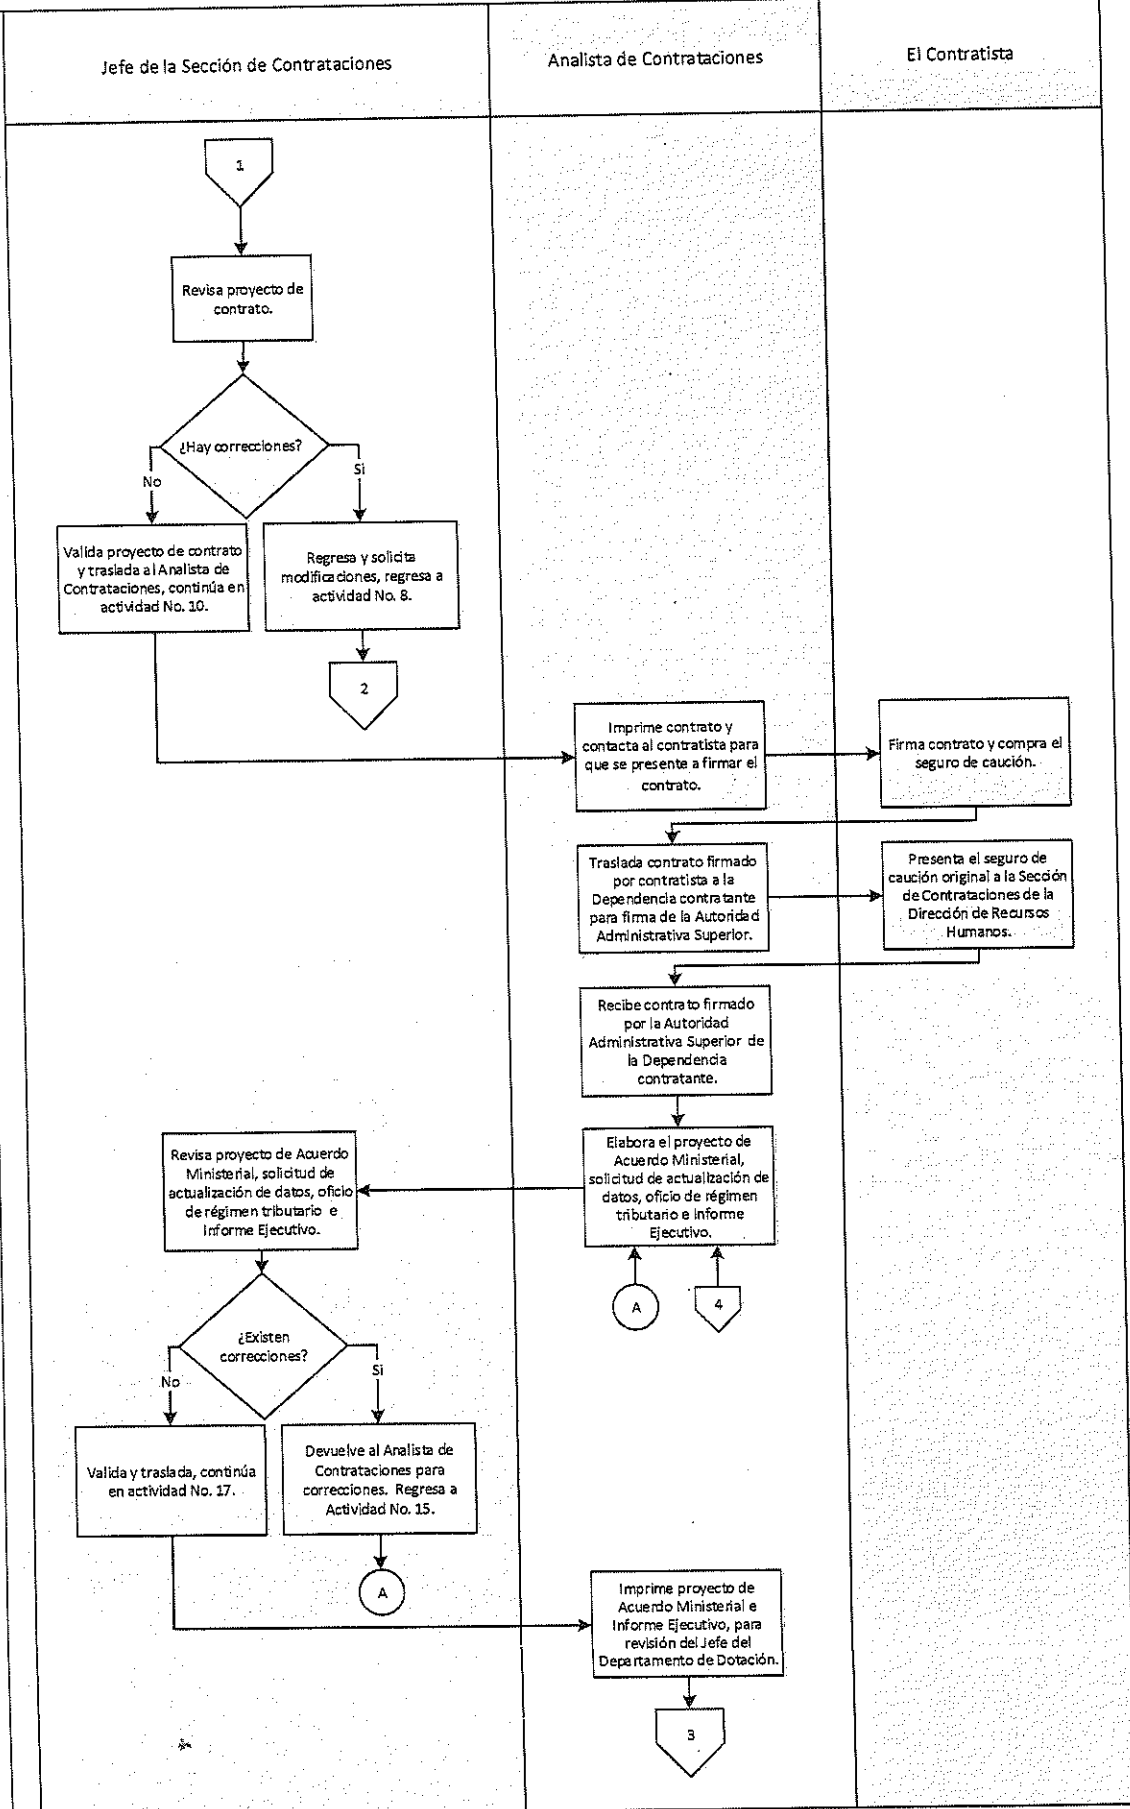 Jefe de la Sección de Contrataciones
Analista de Contrataciones
El Contratista
1
Revisa proyecto de
contrato.
¿Hay correcciones?
No
Si
Valida proyecto de contrato
y traslada al Analista de
Contrataciones, continúa en
actividad No. 10.
Regresa y solicita
modificaciones, regresa a
actividad No. 8.
2
Imprime contrato y
contacta al contratista para
que se presente a firmar el
contrato.
Firma contrato y compra el
seguro de caución.
Traslada contrato firmado
por contratista a la
Dependencia contratante
para firma de la Autoridad
Administrativa Superior.
Presenta el seguro de
caución original a la Sección
de Contrataciones de la
Dirección de Recursos
Humanos.
Recibe contrato firmado
por la Autoridad
Administrativa Superior de
la Dependencia
contratante.
Elabora el proyecto de
Acuerdo Ministerial,
solicitud de actualización de
datos, oficio de régimen
tributario e Informe
Ejecutivo.
Revisa proyecto de Acuerdo
Ministerial, solicitud de
actualización de datos, oficio
de régimen tributario e
Informe Ejecutivo.
A
4
¿Existen
correcciones?
No
Si
Valida y traslada, continúa
en actividad No. 17.
Devuelve al Analista de
Contrataciones para
correcciones. Regresa a
Actividad No. 15.
A
Imprime proyecto de
Acuerdo Ministerial e
Informe Ejecutivo, para
revisión del Jefe del
Departamento de Dotación.
3